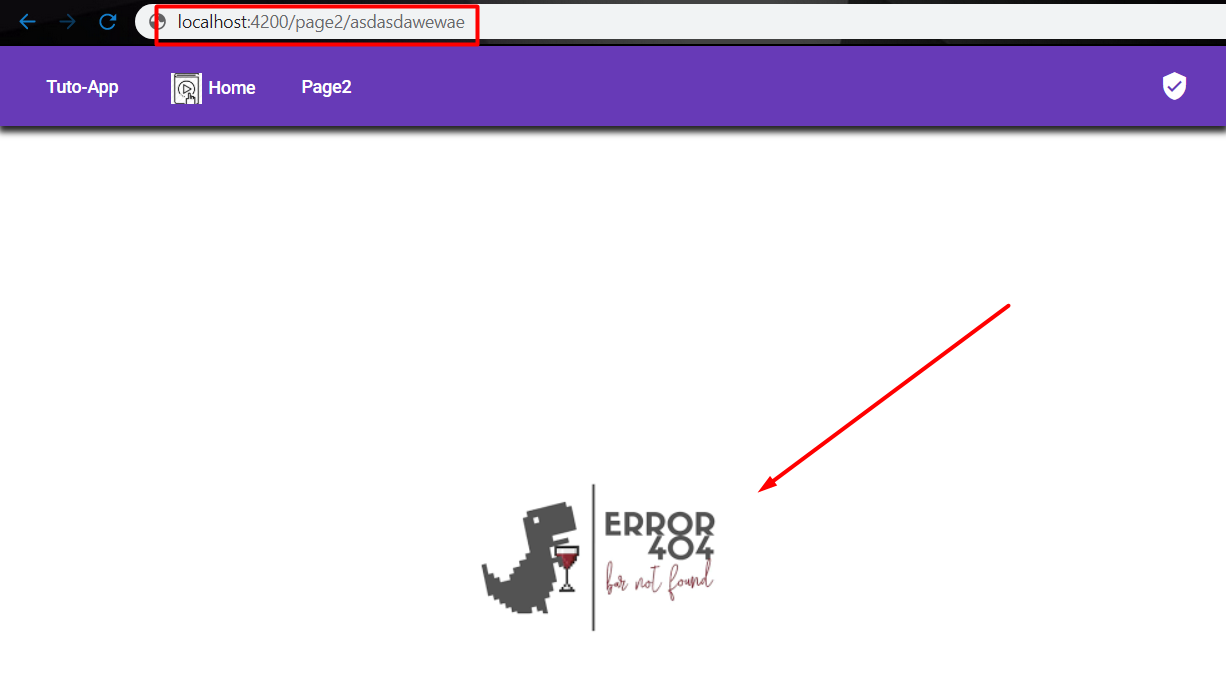 localhost:4200/page2/asdasdawewae
Tuto-App Home Page2
ERROR
404
bar not found